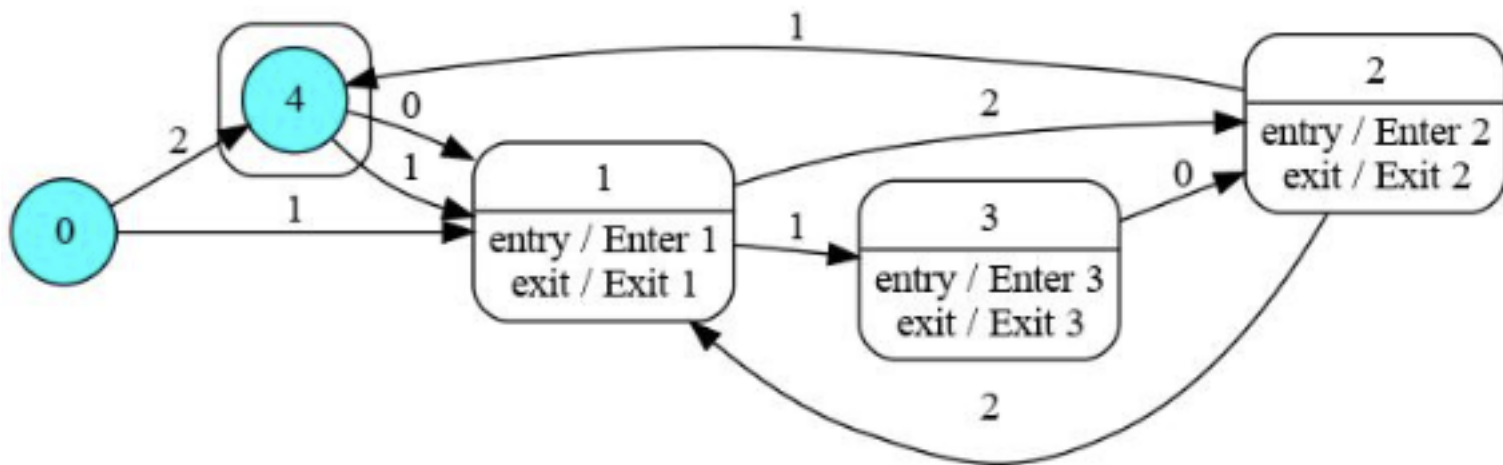 1
2
4
0
2
entry / Enter 2
exit / Exit 2
2
1
1
0
0
1
entry / Enter 1
exit / Exit 1
1
3
entry / Enter 3
exit / Exit 3
2